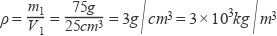 ρ = m₁/V₁ = 75g/25cm³ = 3g/cm³ = 3 × 10³kg/m³